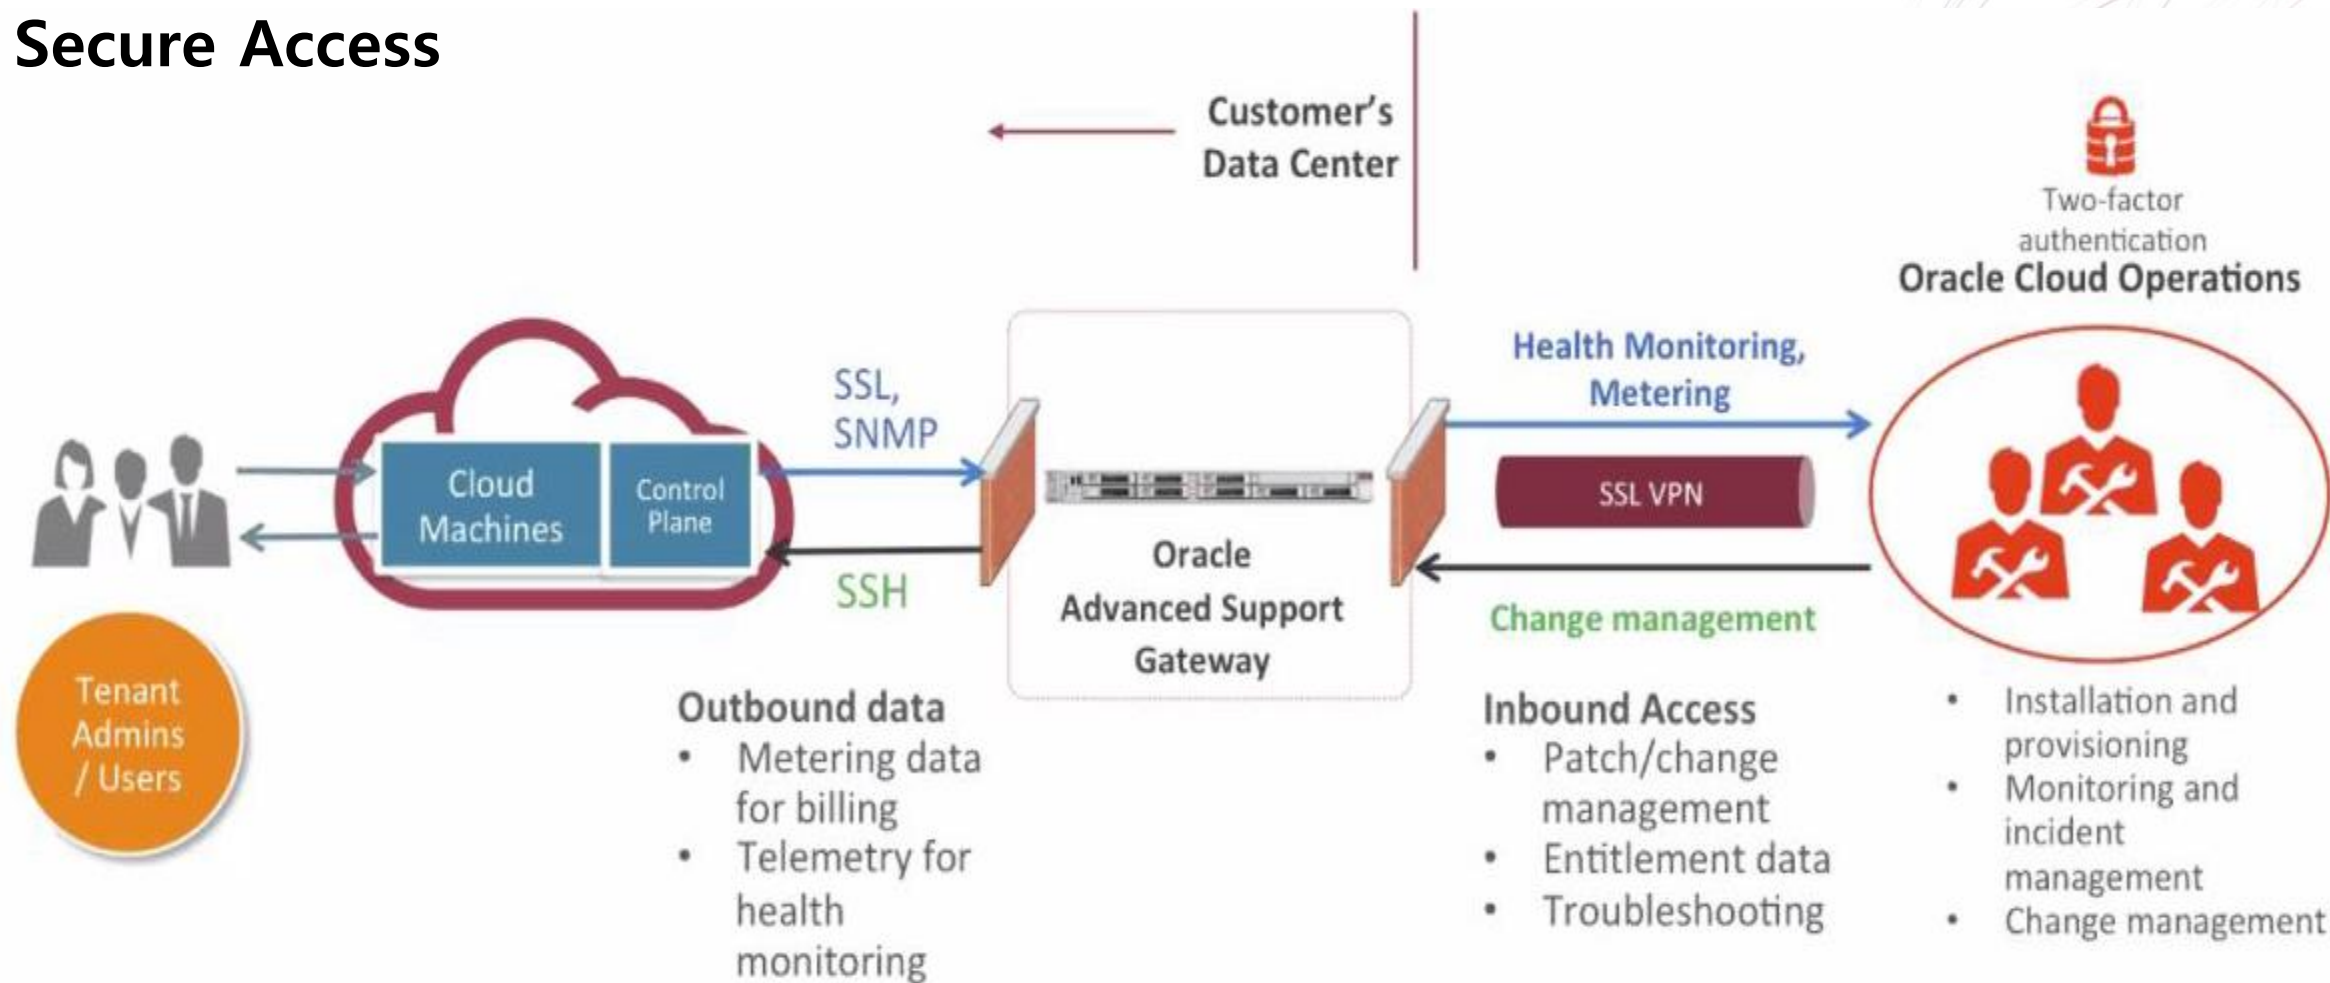 Secure Access
Customer's
Data Center
Two-factor
authentication
Oracle Cloud Operations
Health Monitoring,
Metering
SSL,
SNMP
Cloud
Machines
Control
Plane
SSL VPN
SSH
Oracle
Advanced Support
Gateway
Change management
Tenant
Admins
/ Users
Outbound data
• Metering data
for billing
• Telemetry for
health
monitoring
Inbound Access
• Patch/change
management
• Entitlement data
• Troubleshooting
• Installation and
provisioning
• Monitoring and
incident
management
• Change management